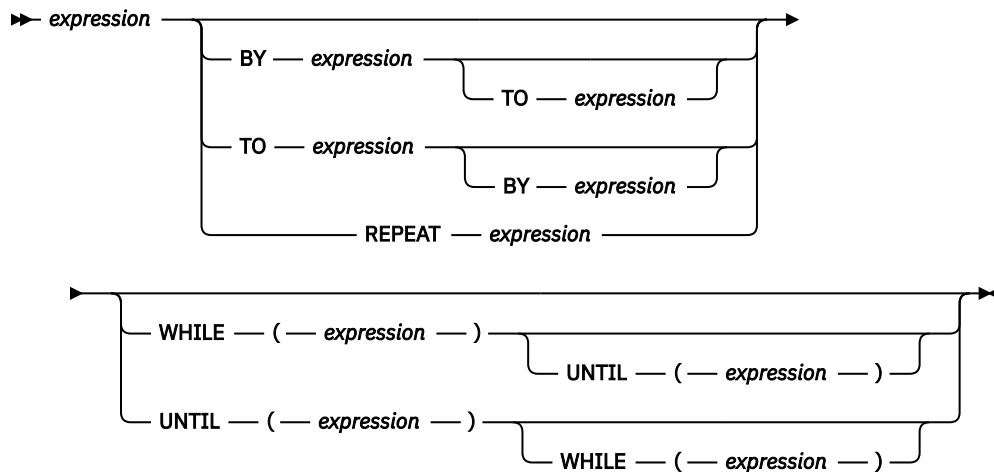 expression
BY expression
TO expression
TO expression
BY expression
REPEAT expression
WHILE ( expression )
UNTIL ( expression )
UNTIL ( expression )
WHILE ( expression )